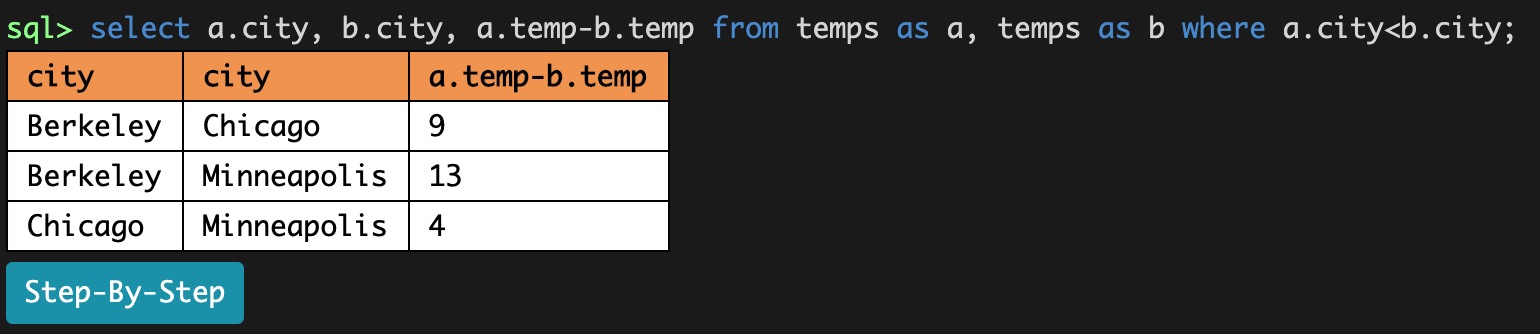 sql> select a.city, b.city, a.temp-b.temp from temps as a, temps as b where a.city<b.city;
city city a.temp-b.temp
Berkeley Chicago 9
Berkeley Minneapolis 13
Chicago Minneapolis 4
Step-By-Step